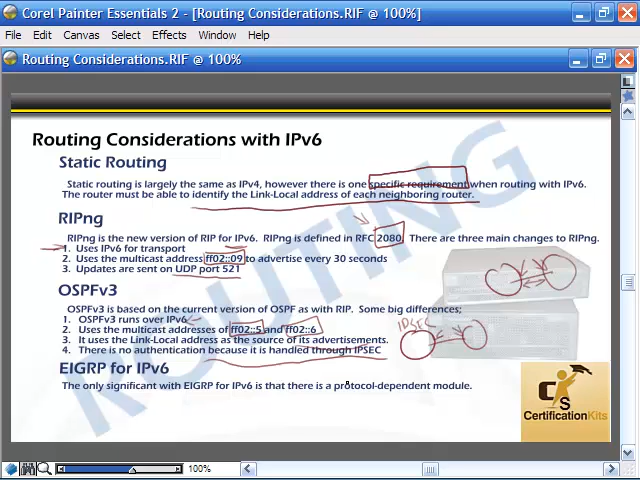 Corel Painter Essentials 2 - [Routing Considerations.RIF @ 100%]
File Edit Canvas Select Effects Window Help
Routing Considerations.RIF @ 100%
Routing Considerations with IPv6
Static Routing
Static routing is largely the same as IPv4, however there is one specific requirement when routing with IPv6.
The router must be able to identify the Link-Local address of each neighboring router.
RIPng
RIPng is the new version of RIP for IPv6. RIPng is defined in RFC 2080. There are three main changes to RIPng.
1. Uses IPv6 for transport
2. Uses the multicast address ff02::09 to advertise every 30 seconds
3. Updates are sent on UDP port 521
OSPFv3
OSPFv3 is based on the current version of OSPF as with RIP. Some big differences;
1. OSPFv3 runs over IPv6
2. Uses the multicast addresses of ff02::5 and ff02::6
IPSEC
3. It uses the Link-Local address as the source of its advertisements.
4. There is no authentication because it is handled through IPSEC
EIGRP for IPv6
The only significant with EIGRP for IPv6 is that there is a protocol-dependent module.
ROUTING
CS
CertificationKits
100%